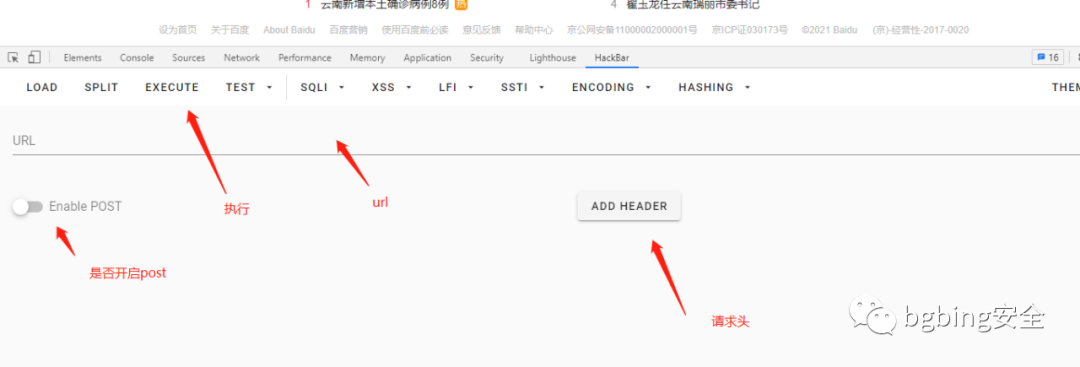 1 云南新增本土确诊病例8例 热
4 翟玉龙任云南瑞丽市委书记
设为首页 关于百度 About Baidu 百度营销 使用百度前必读 意见反馈 帮助中心 京公网安备11000002000001号 京ICP证030173号 ©2021 Baidu (京)-经营性-2017-0020
Elements Console Sources Network Performance Memory Application Security Lighthouse HackBar 16
LOAD SPLIT EXECUTE TEST SQLI XSS LFI SSTI ENCODING HASHING THEM
URL
Enable POST
ADD HEADER
执行
url
是否开启post
请求头
bgbing安全